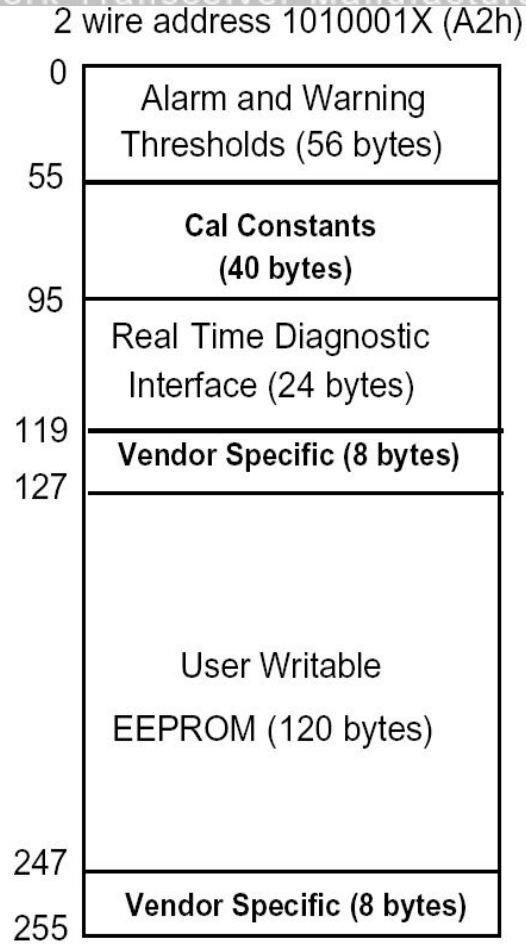 2 wire address 1010001X (A2h)
0
Alarm and Warning
Thresholds (56 bytes)
55
Cal Constants
(40 bytes)
95
Real Time Diagnostic
Interface (24 bytes)
119
Vendor Specific (8 bytes)
127
User Writable
EEPROM (120 bytes)
247
Vendor Specific (8 bytes)
255